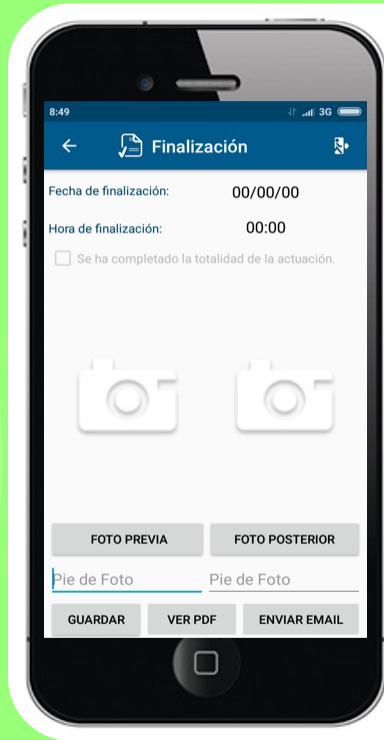 8:49 3G
Finalización
Fecha de finalización: 00/00/00
Hora de finalización: 00:00
Se ha completado la totalidad de la actuación.
FOTO PREVIA FOTO POSTERIOR
Pie de Foto Pie de Foto
GUARDAR VER PDF ENVIAR EMAIL